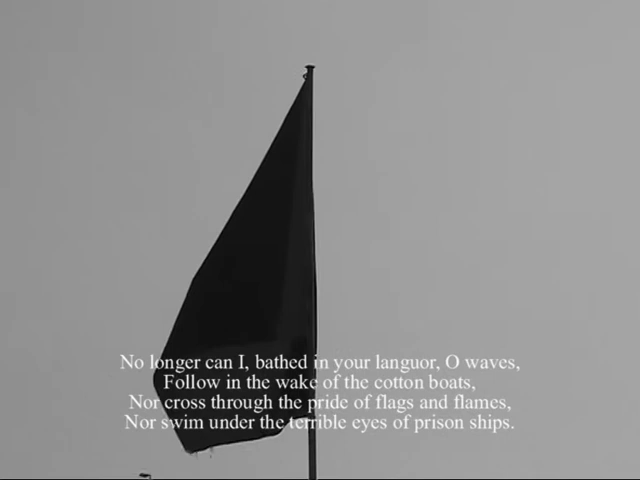 No longer can I, bathed in your languor, O waves,
Follow in the wake of the cotton boats,
Nor cross through the pride of flags and flames,
Nor swim under the terrible eyes of prison ships.